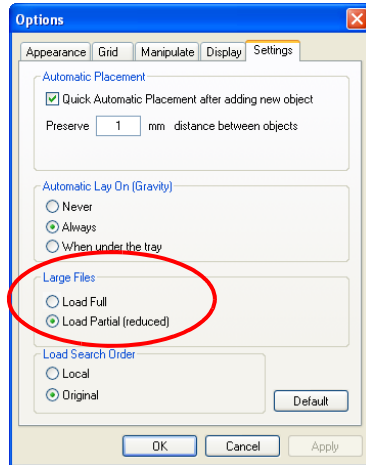 Options
Appearance Grid Manipulate Display Settings
Automatic Placement
Quick Automatic Placement after adding new object
Preserve 1 mm distance between objects
Automatic Lay On (Gravity)
Never
Always
When under the tray
Large Files
Load Full
Load Partial (reduced)
Load Search Order
Local
Original
Default
OK Cancel Apply